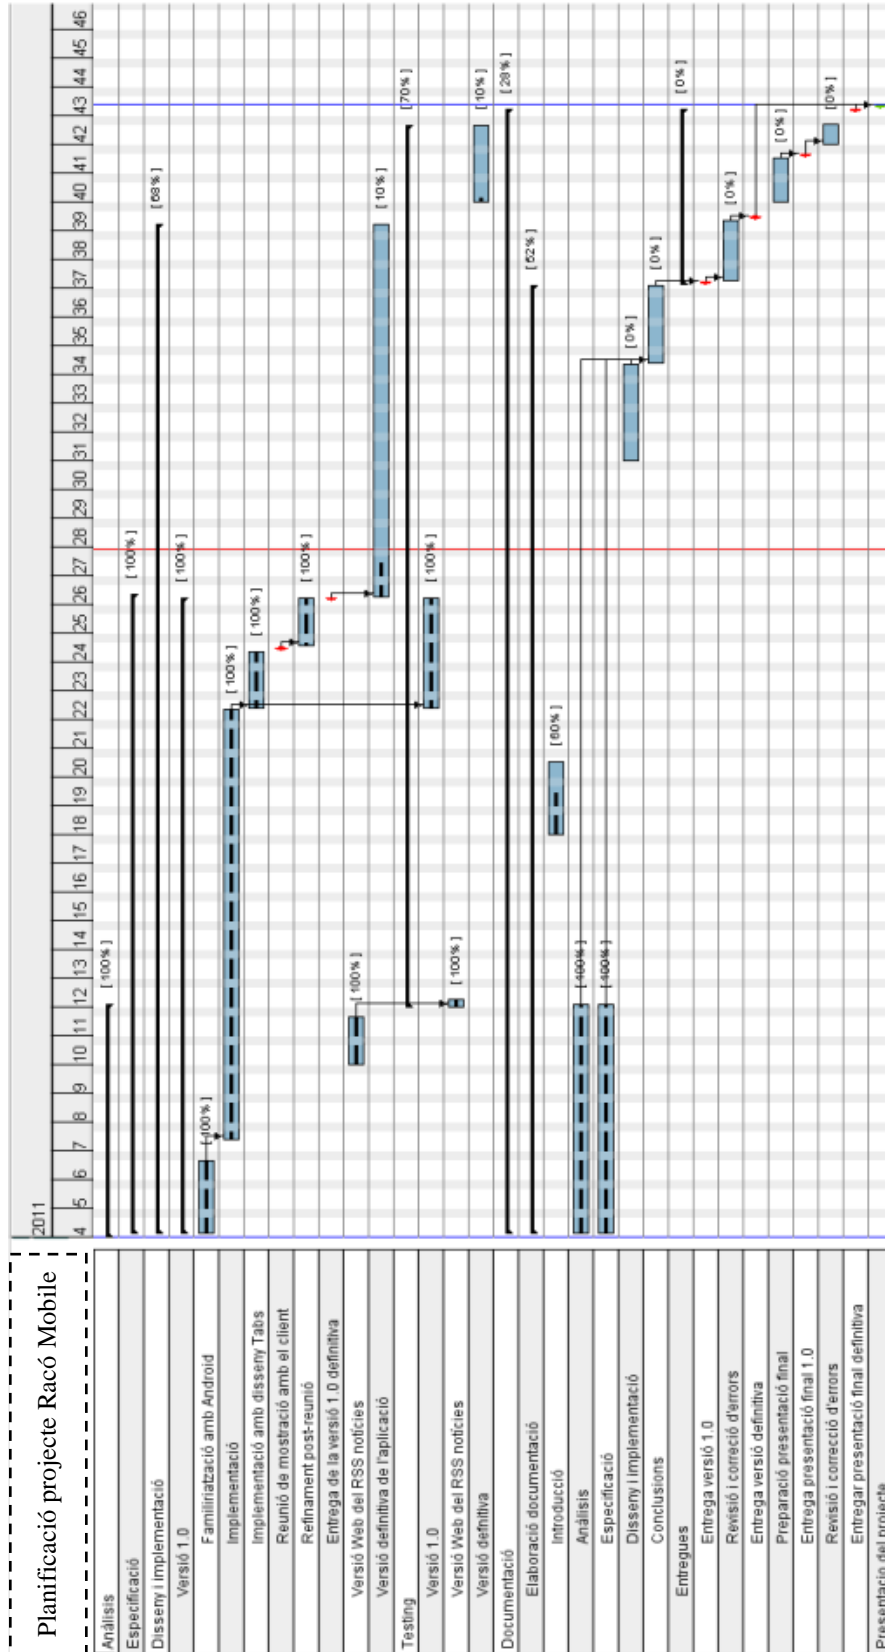 Planificació projecte Racó Mobile
2011
4 5 6 7 8 9 10 11 12 13 14 15 16 17 18 19 20 21 22 23 24 25 26 27 28 29 30 31 32 33 34 35 36 37 38 39 40 41 42 43 44 45 46
Análisis [ 100% ]
Especificació [ 100% ]
Disseny i implementació [ 68% ]
Versió 1.0 [ 100% ]
Familiriatzació amb Android [ 100% ]
Implementació [ 100% ]
Implementació amb disseny Tabs [ 100% ]
Reunió de mostració amb el client
Refinament post-reunió [ 100% ]
Entrega de la versió 1.0 definitiva
Versió Web del RSS notícies [ 100% ]
Versió definitiva de l'aplicació [ 10% ]
Testing [ 70% ]
Versió 1.0 [ 100% ]
Versió Web del RSS notícies [ 100% ]
Versió defnitiva [ 10% ]
Documentació [ 28% ]
Elaboració documentació [ 52% ]
Introducció [ 60% ]
Análisis [ 100% ]
Especificació [ 100% ]
Disseny i implementació [ 0% ]
Conclusions [ 0% ]
Entregues [ 0% ]
Entrega versió 1.0
Revisió i correció d'errors [ 0% ]
Entrega versió definitiva
Preparació presentació final [ 0% ]
Entrega presentació final 1.0
Revisió i correcció d'errors [ 0% ]
Entregar presentació final definitiva
Presentacio del projecte